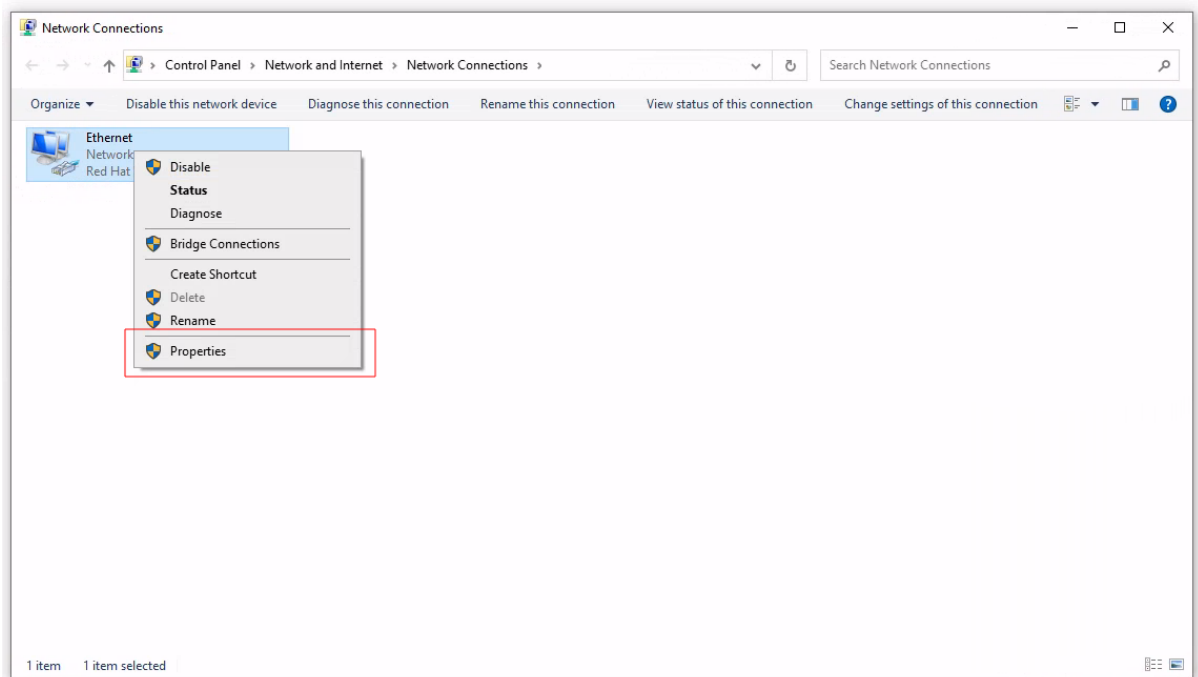 Network Connections
Control Panel > Network and Internet > Network Connections >
Search Network Connections
Organize Disable this network device Diagnose this connection Rename this connection View status of this connection Change settings of this connection
Ethernet
Network
Red Hat
Disable
Status
Diagnose
Bridge Connections
Create Shortcut
Delete
Rename
Properties
1 item 1 item selected